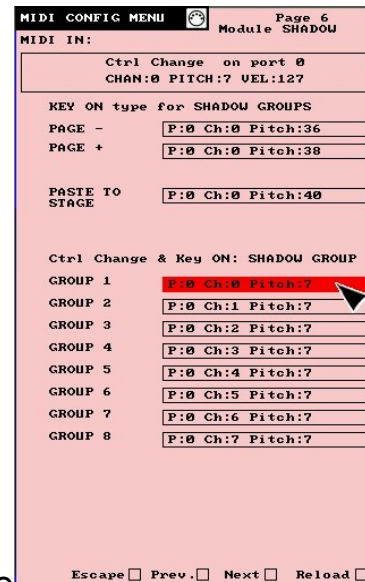 MIDI CONFIG MENU Page 6
Module SHADOW
MIDI IN:
Ctrl Change on port 0
CHAN:0 PITCH:7 VEL:127
KEY ON type for SHADOW GROUPS
PAGE - P:0 Ch:0 Pitch:36
PAGE + P:0 Ch:0 Pitch:38
PASTE TO STAGE P:0 Ch:0 Pitch:40
Ctrl Change & Key ON: SHADOW GROUP
GROUP 1 P:0 Ch:0 Pitch:7
GROUP 2 P:0 Ch:1 Pitch:7
GROUP 3 P:0 Ch:2 Pitch:7
GROUP 4 P:0 Ch:3 Pitch:7
GROUP 5 P:0 Ch:4 Pitch:7
GROUP 6 P:0 Ch:5 Pitch:7
GROUP 7 P:0 Ch:6 Pitch:7
GROUP 8 P:0 Ch:7 Pitch:7
Escape Prev. Next Reload